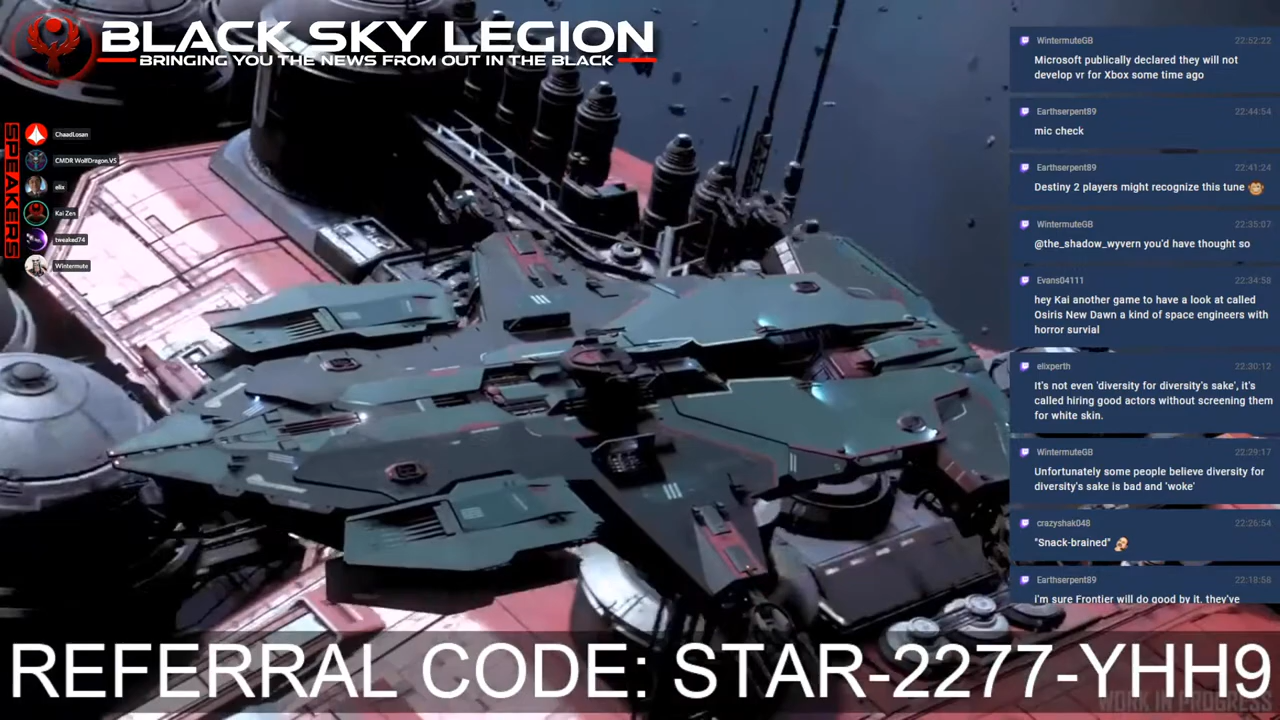 BLACK SKY LEGION
BRINGING YOU THE NEWS FROM OUT IN THE BLACK
SPEAKERS
ChaadLosan
CMDR WolfDragon.VS
elix
Kai Zen
tweaked74
Wintermute
WintermuteGB 22:52:22
Microsoft publically declared they will not
develop vr for Xbox some time ago
Earthserpent89 22:44:54
mic check
Earthserpent89 22:41:24
Destiny 2 players might recognize this tune
WintermuteGB 22:35:07
@the_shadow_wyvern you'd have thought so
Evans04111 22:34:58
hey Kai another game to have a look at called
Osiris New Dawn a kind of space engineers with
horror survial
elixperth 22:30:12
It's not even 'diversity for diversity's sake', it's
called hiring good actors without screening them
for white skin.
WintermuteGB 22:29:17
Unfortunately some people believe diversity for
diversity's sake is bad and 'woke'
crazyshak048 22:26:54
"Snack-brained"
Earthserpent89 22:18:58
i'm sure Frontier will do good by it. they've
REFERRAL CODE: STAR-2277-YHH9
WORK IN PROGRESS